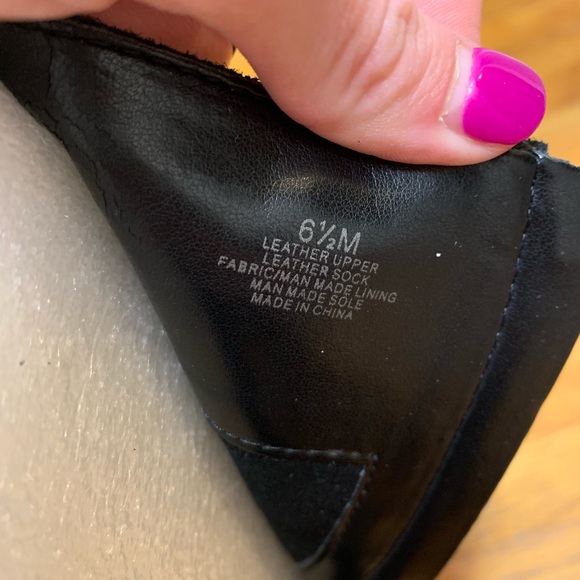 6½M
LEATHER UPPER
LEATHER SOCK
FABRIC/MAN MADE LINING
MAN MADE SOLE
MADE IN CHINA